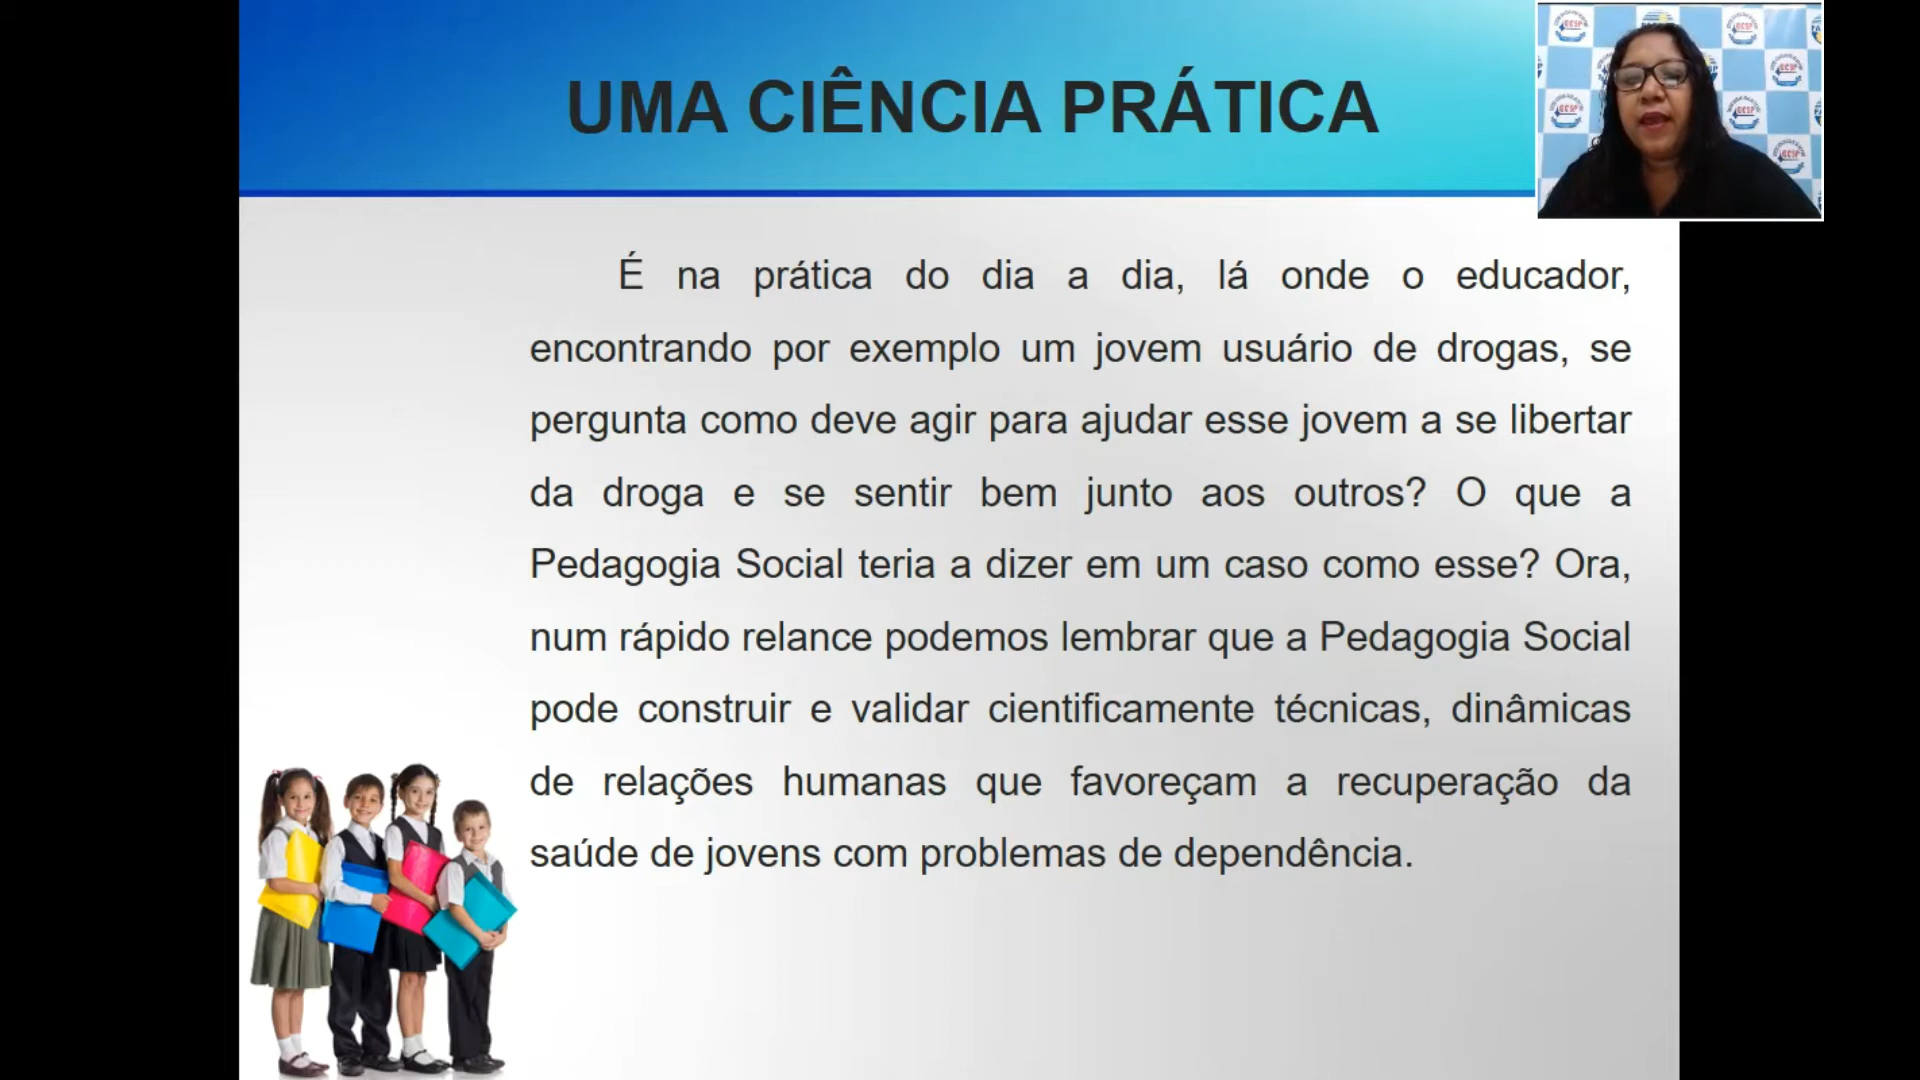 UMA CIÊNCIA PRÁTICA
É na prática do dia a dia, lá onde o educador,
encontrando por exemplo um jovem usuário de drogas, se
pergunta como deve agir para ajudar esse jovem a se libertar
da droga e se sentir bem junto aos outros? O que a
Pedagogia Social teria a dizer em um caso como esse? Ora,
num rápido relance podemos lembrar que a Pedagogia Social
pode construir e validar cientificamente técnicas, dinâmicas
de relações humanas que favoreçam a recuperação da
saúde de jovens com problemas de dependência.